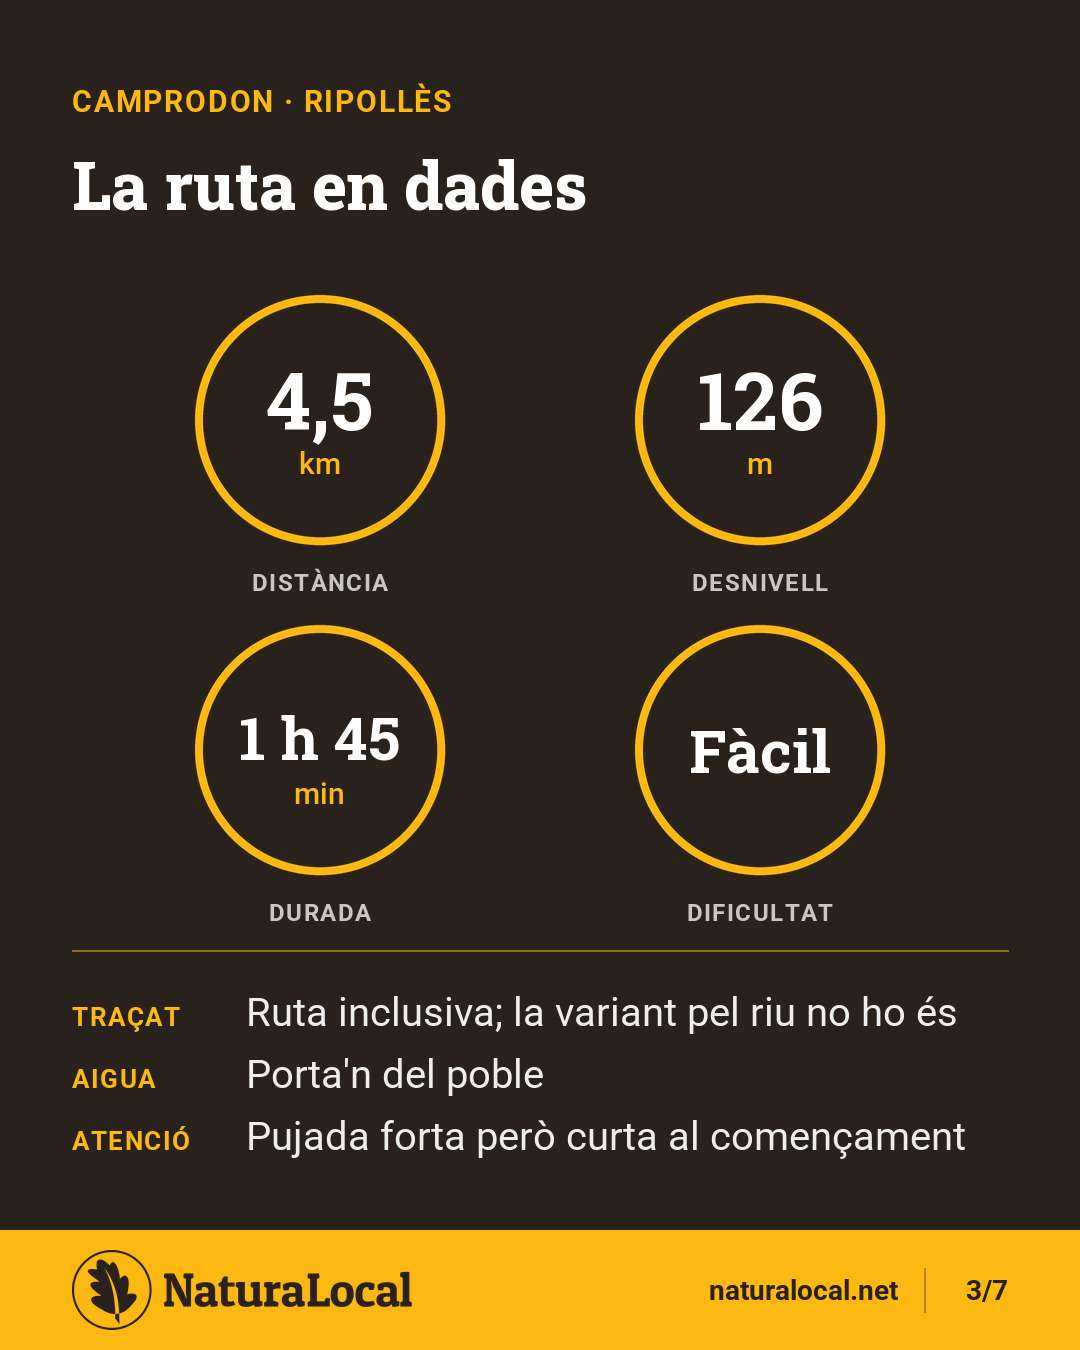 CAMPRODON · RIPOLLÈS
La ruta en dades
4,5
km
DISTÀNCIA
126
m
DESNIVELL
1 h 45
min
DURADA
Fàcil
DIFICULTAT
TRAÇAT Ruta inclusiva; la variant pel riu no ho és
AIGUA Porta'n del poble
ATENCIÓ Pujada forta però curta al començament
NaturaLocal
naturalocal.net 3/7